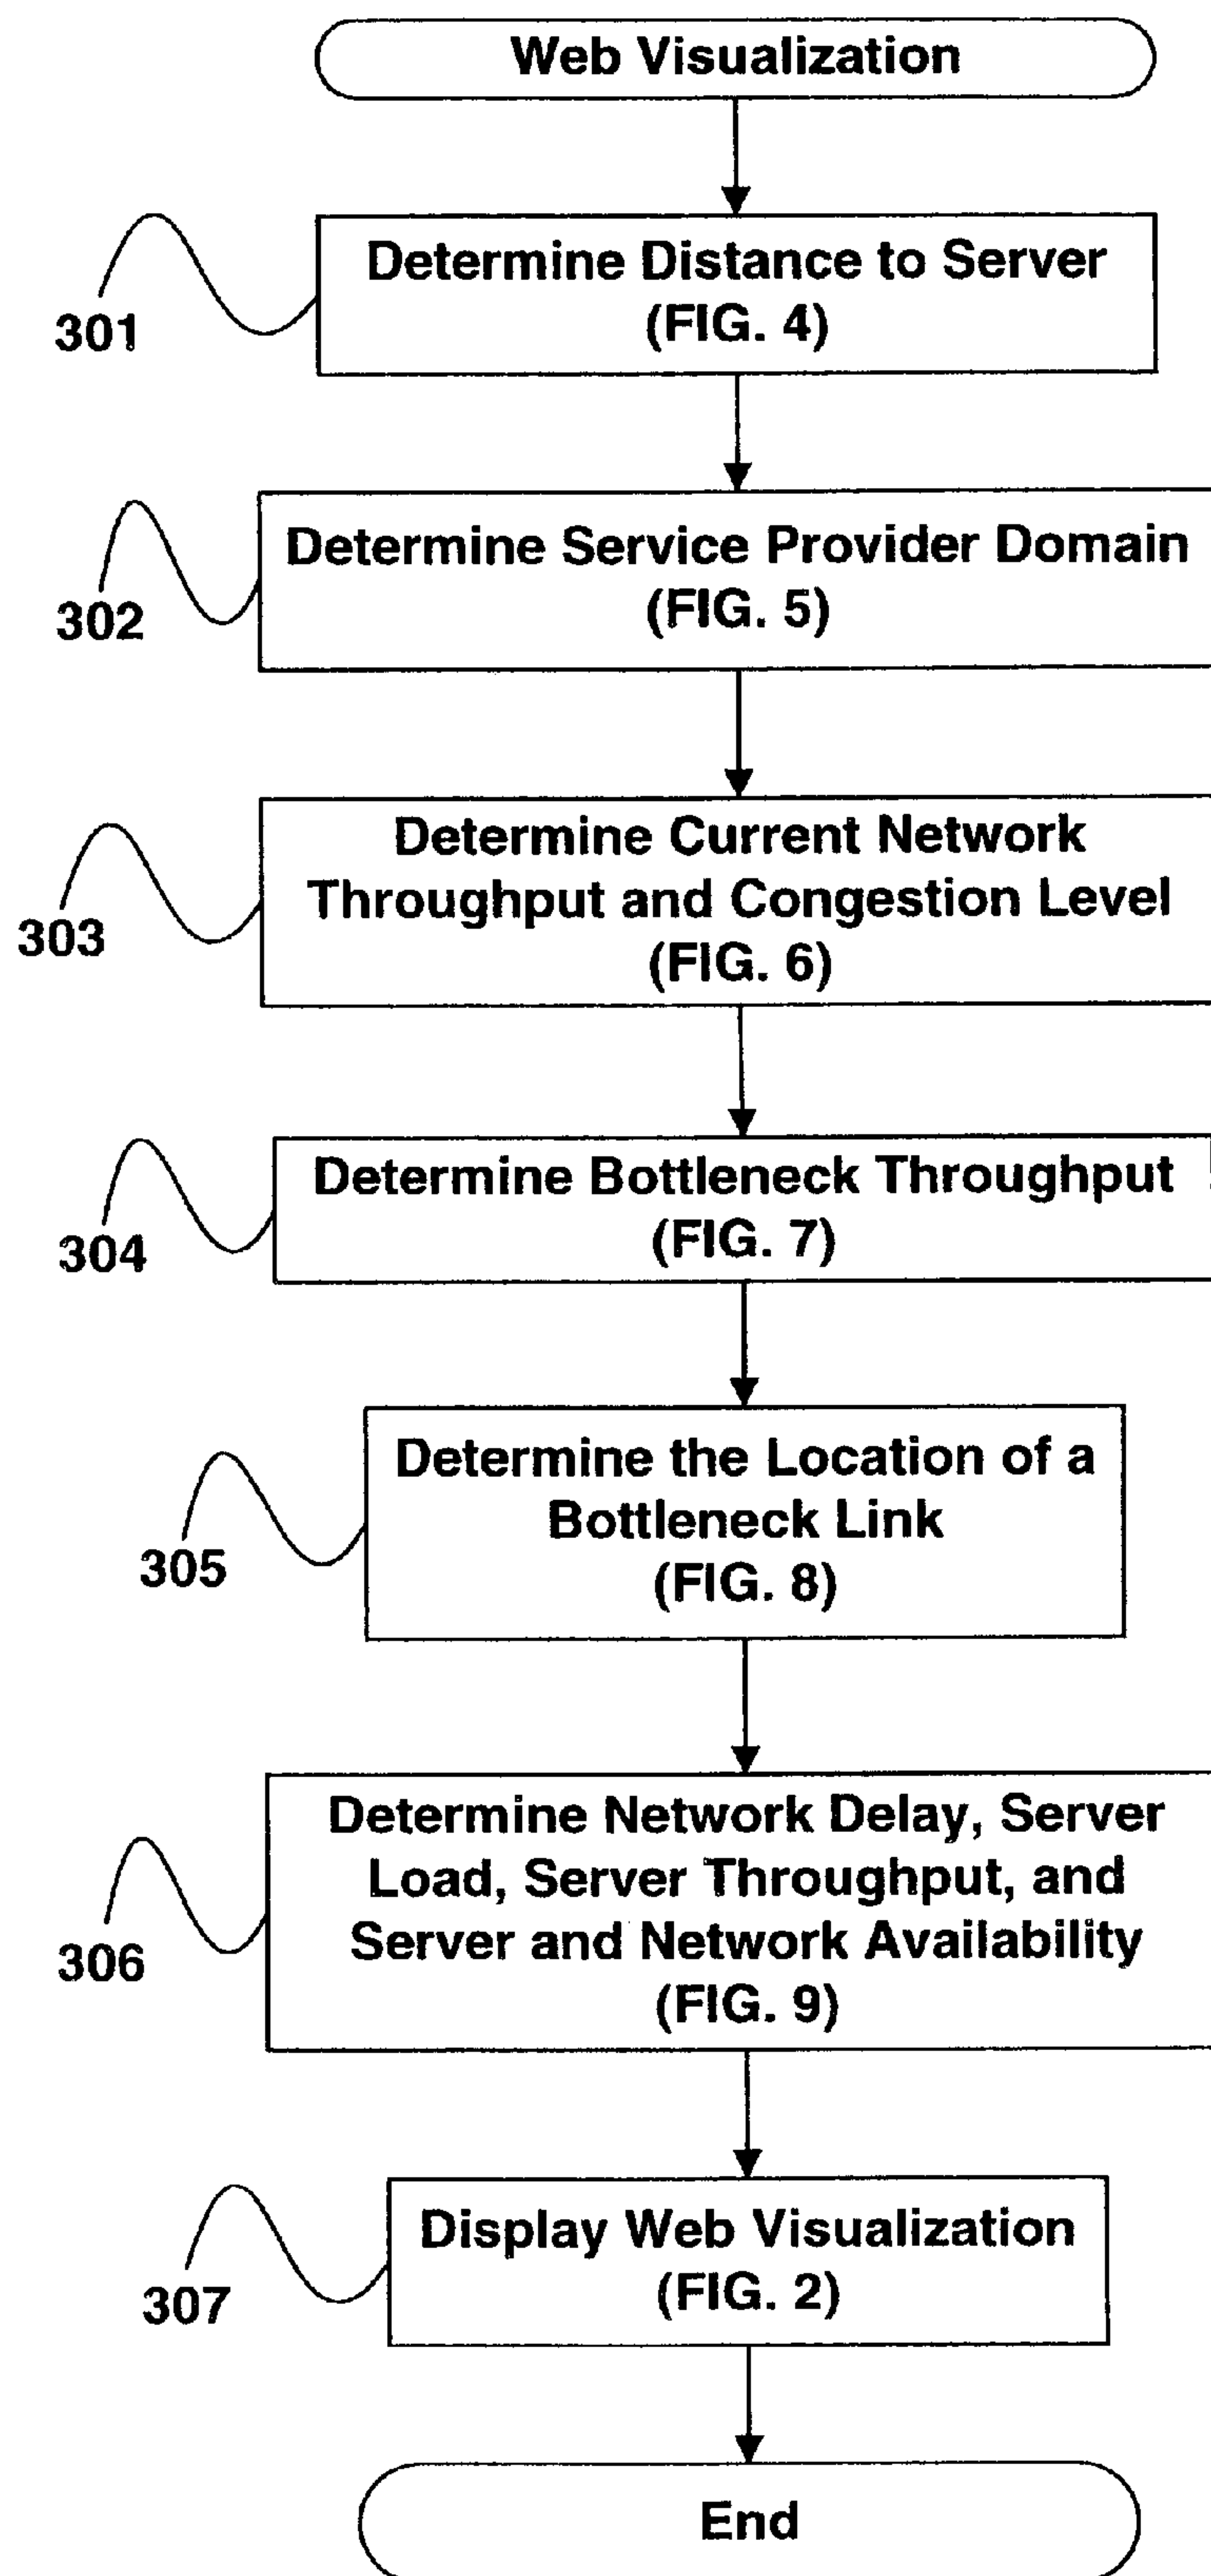 Web Visualization
301
Determine Distance to Server
(FIG. 4)
302
Determine Service Provider Domain
(FIG. 5)
303
Determine Current Network
Throughput and Congestion Level
(FIG. 6)
304
Determine Bottleneck Throughput
(FIG. 7)
305
Determine the Location of a
Bottleneck Link
(FIG. 8)
306
Determine Network Delay, Server
Load, Server Throughput, and
Server and Network Availability
(FIG. 9)
307
Display Web Visualization
(FIG. 2)
End